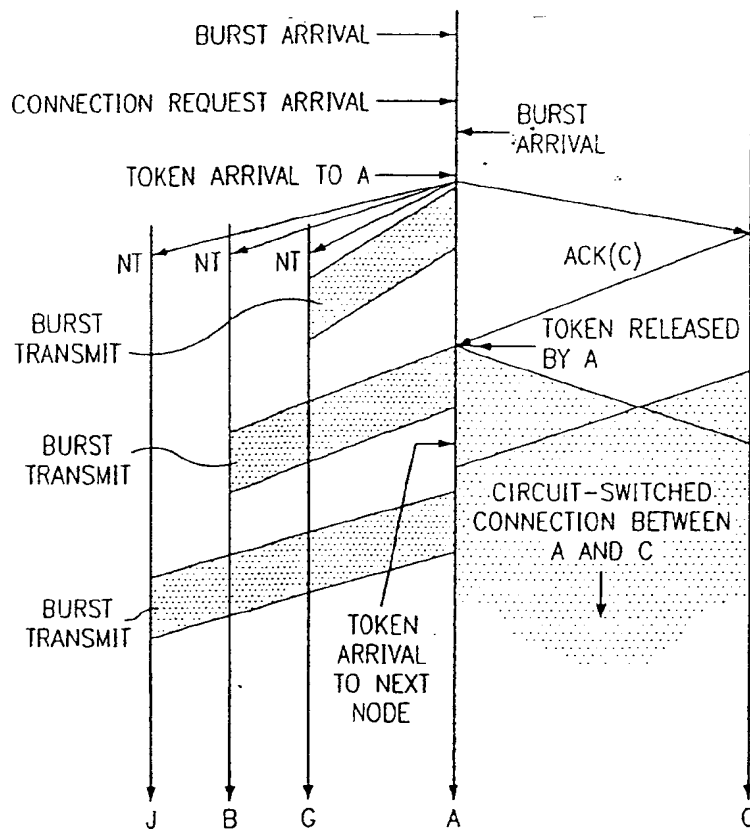 BURST ARRIVAL
CONNECTION REQUEST ARRIVAL
BURST
ARRIVAL
TOKEN ARRIVAL TO A
NT
NT
NT
ACK(C)
BURST
TRANSMIT
TOKEN RELEASED
BY A
BURST
TRANSMIT
CIRCUIT-SWITCHED
CONNECTION BETWEEN
A AND C
BURST
TRANSMIT
TOKEN
ARRIVAL
TO NEXT
NODE
J B G A C